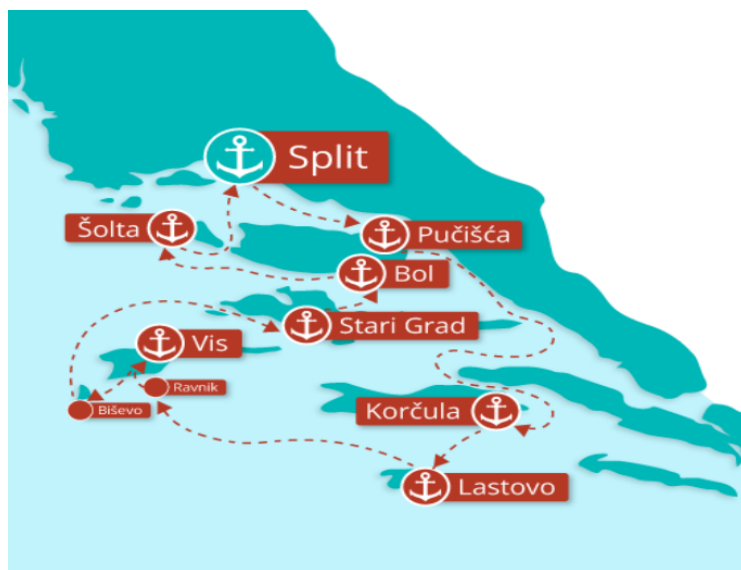 Split
Šolta
Pučišća
Bol
Stari Grad
Vis
Ravnik
Biševo
Korčula
Lastovo